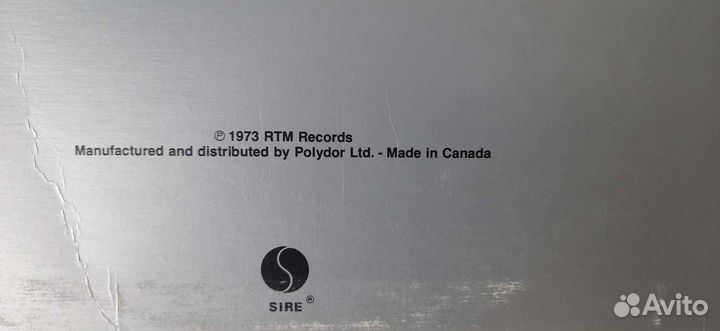 ℗ 1973 RTM Records
Manufactured and distributed by Polydor Ltd. - Made in Canada
SiRE ®
Avito